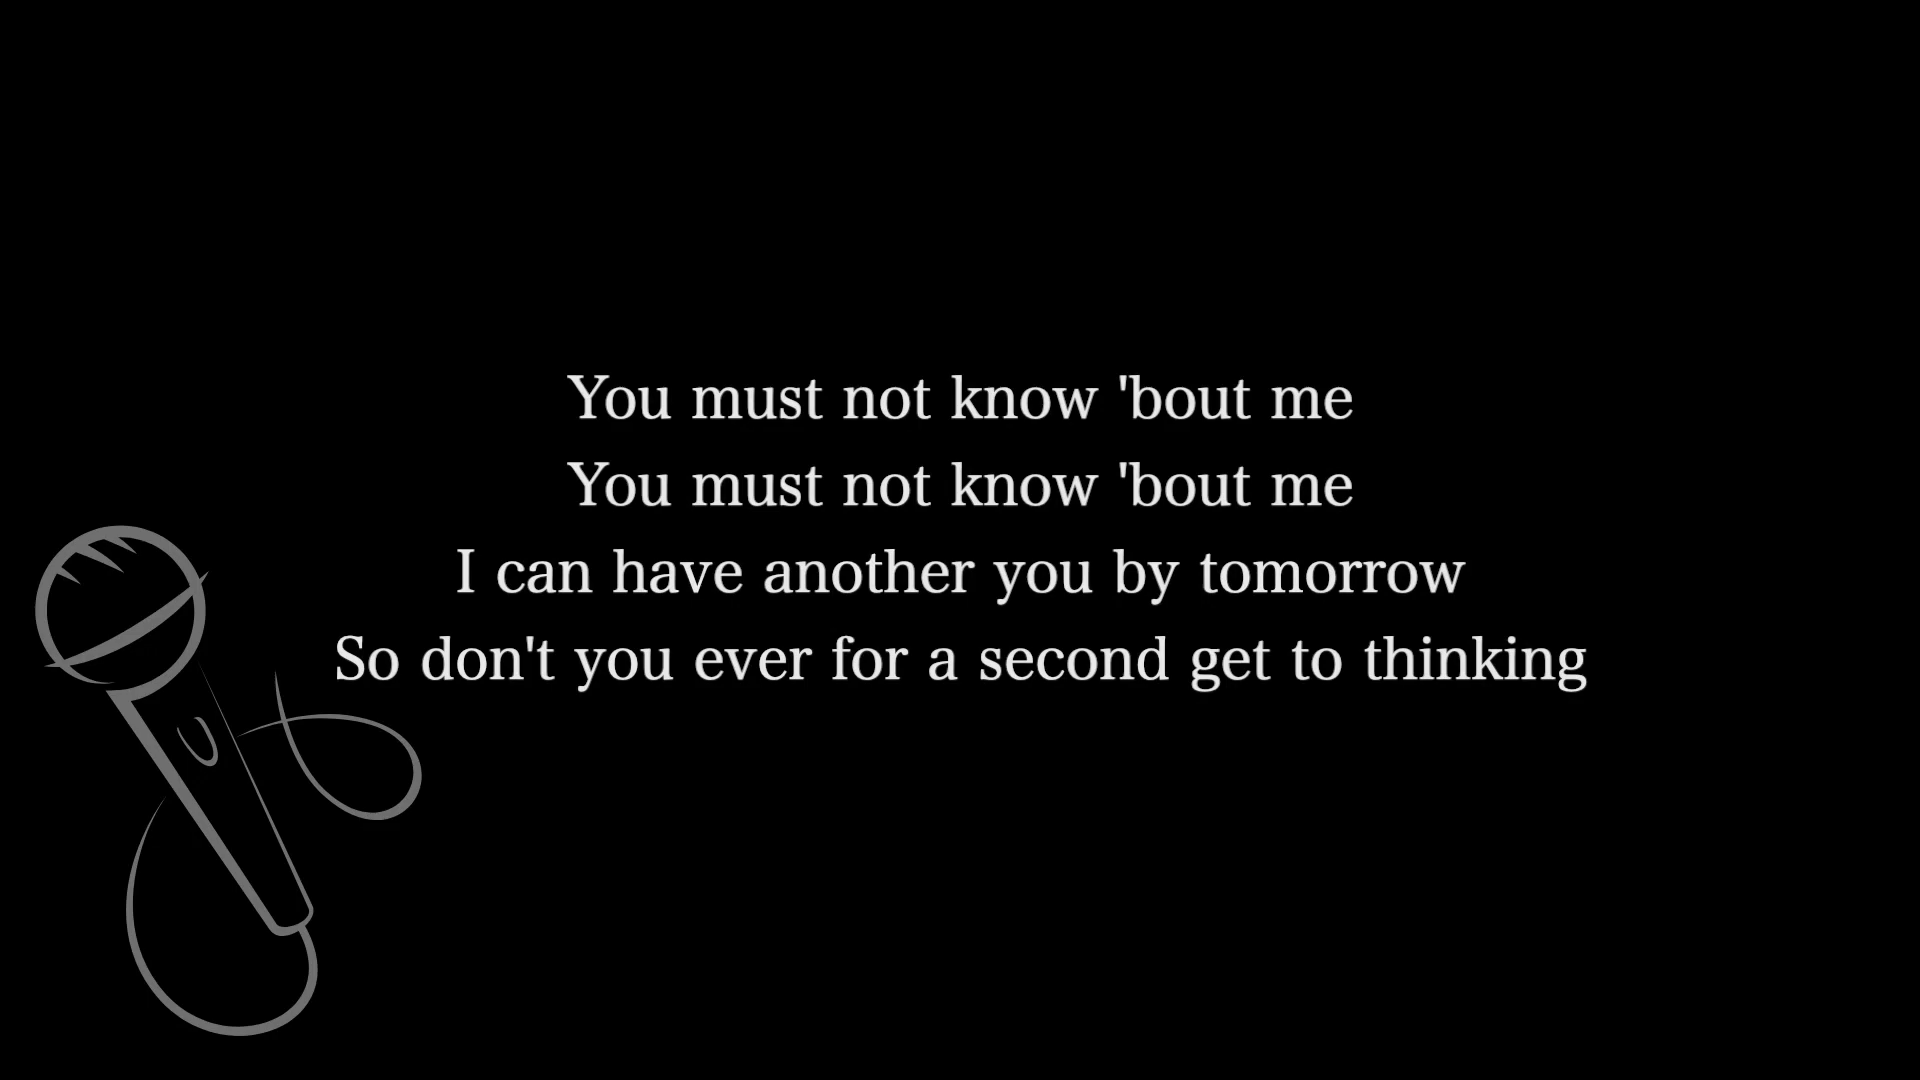 You must not know 'bout me
You must not know 'bout me
I can have another you by tomorrow
So don't you ever for a second get to thinking